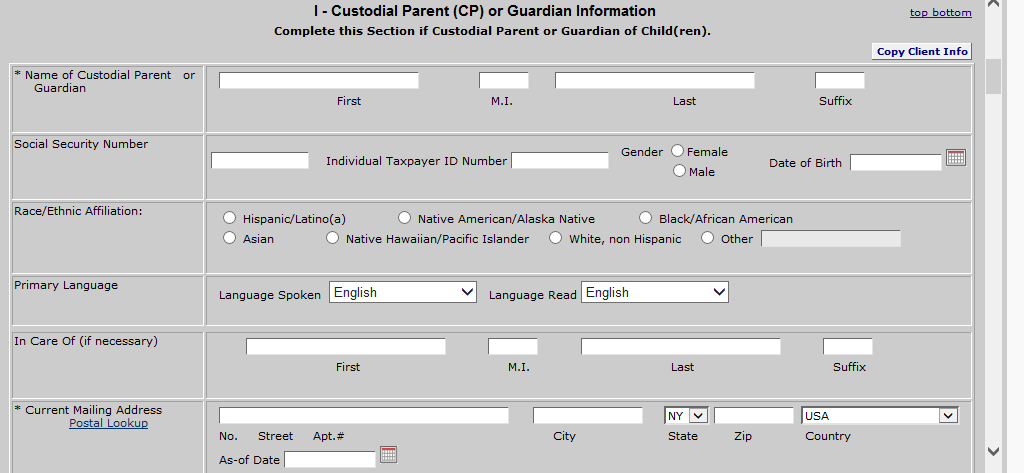 I - Custodial Parent (CP) or Guardian Information
top bottom
Complete this Section if Custodial Parent or Guardian of Child(ren).
Copy Client Info
* Name of Custodial Parent or
Guardian
First M.I. Last Suffix
Social Security Number
Individual Taxpayer ID Number
Gender Female
Male
Date of Birth
Race/Ethnic Affiliation:
Hispanic/Latino(a) Native American/Alaska Native Black/African American
Asian Native Hawaiian/Pacific Islander White, non Hispanic Other
Primary Language
Language Spoken English Language Read English
In Care Of (if necessary)
First M.I. Last Suffix
* Current Mailing Address
Postal Lookup
NY USA
No. Street Apt.# City State Zip Country
As-of Date